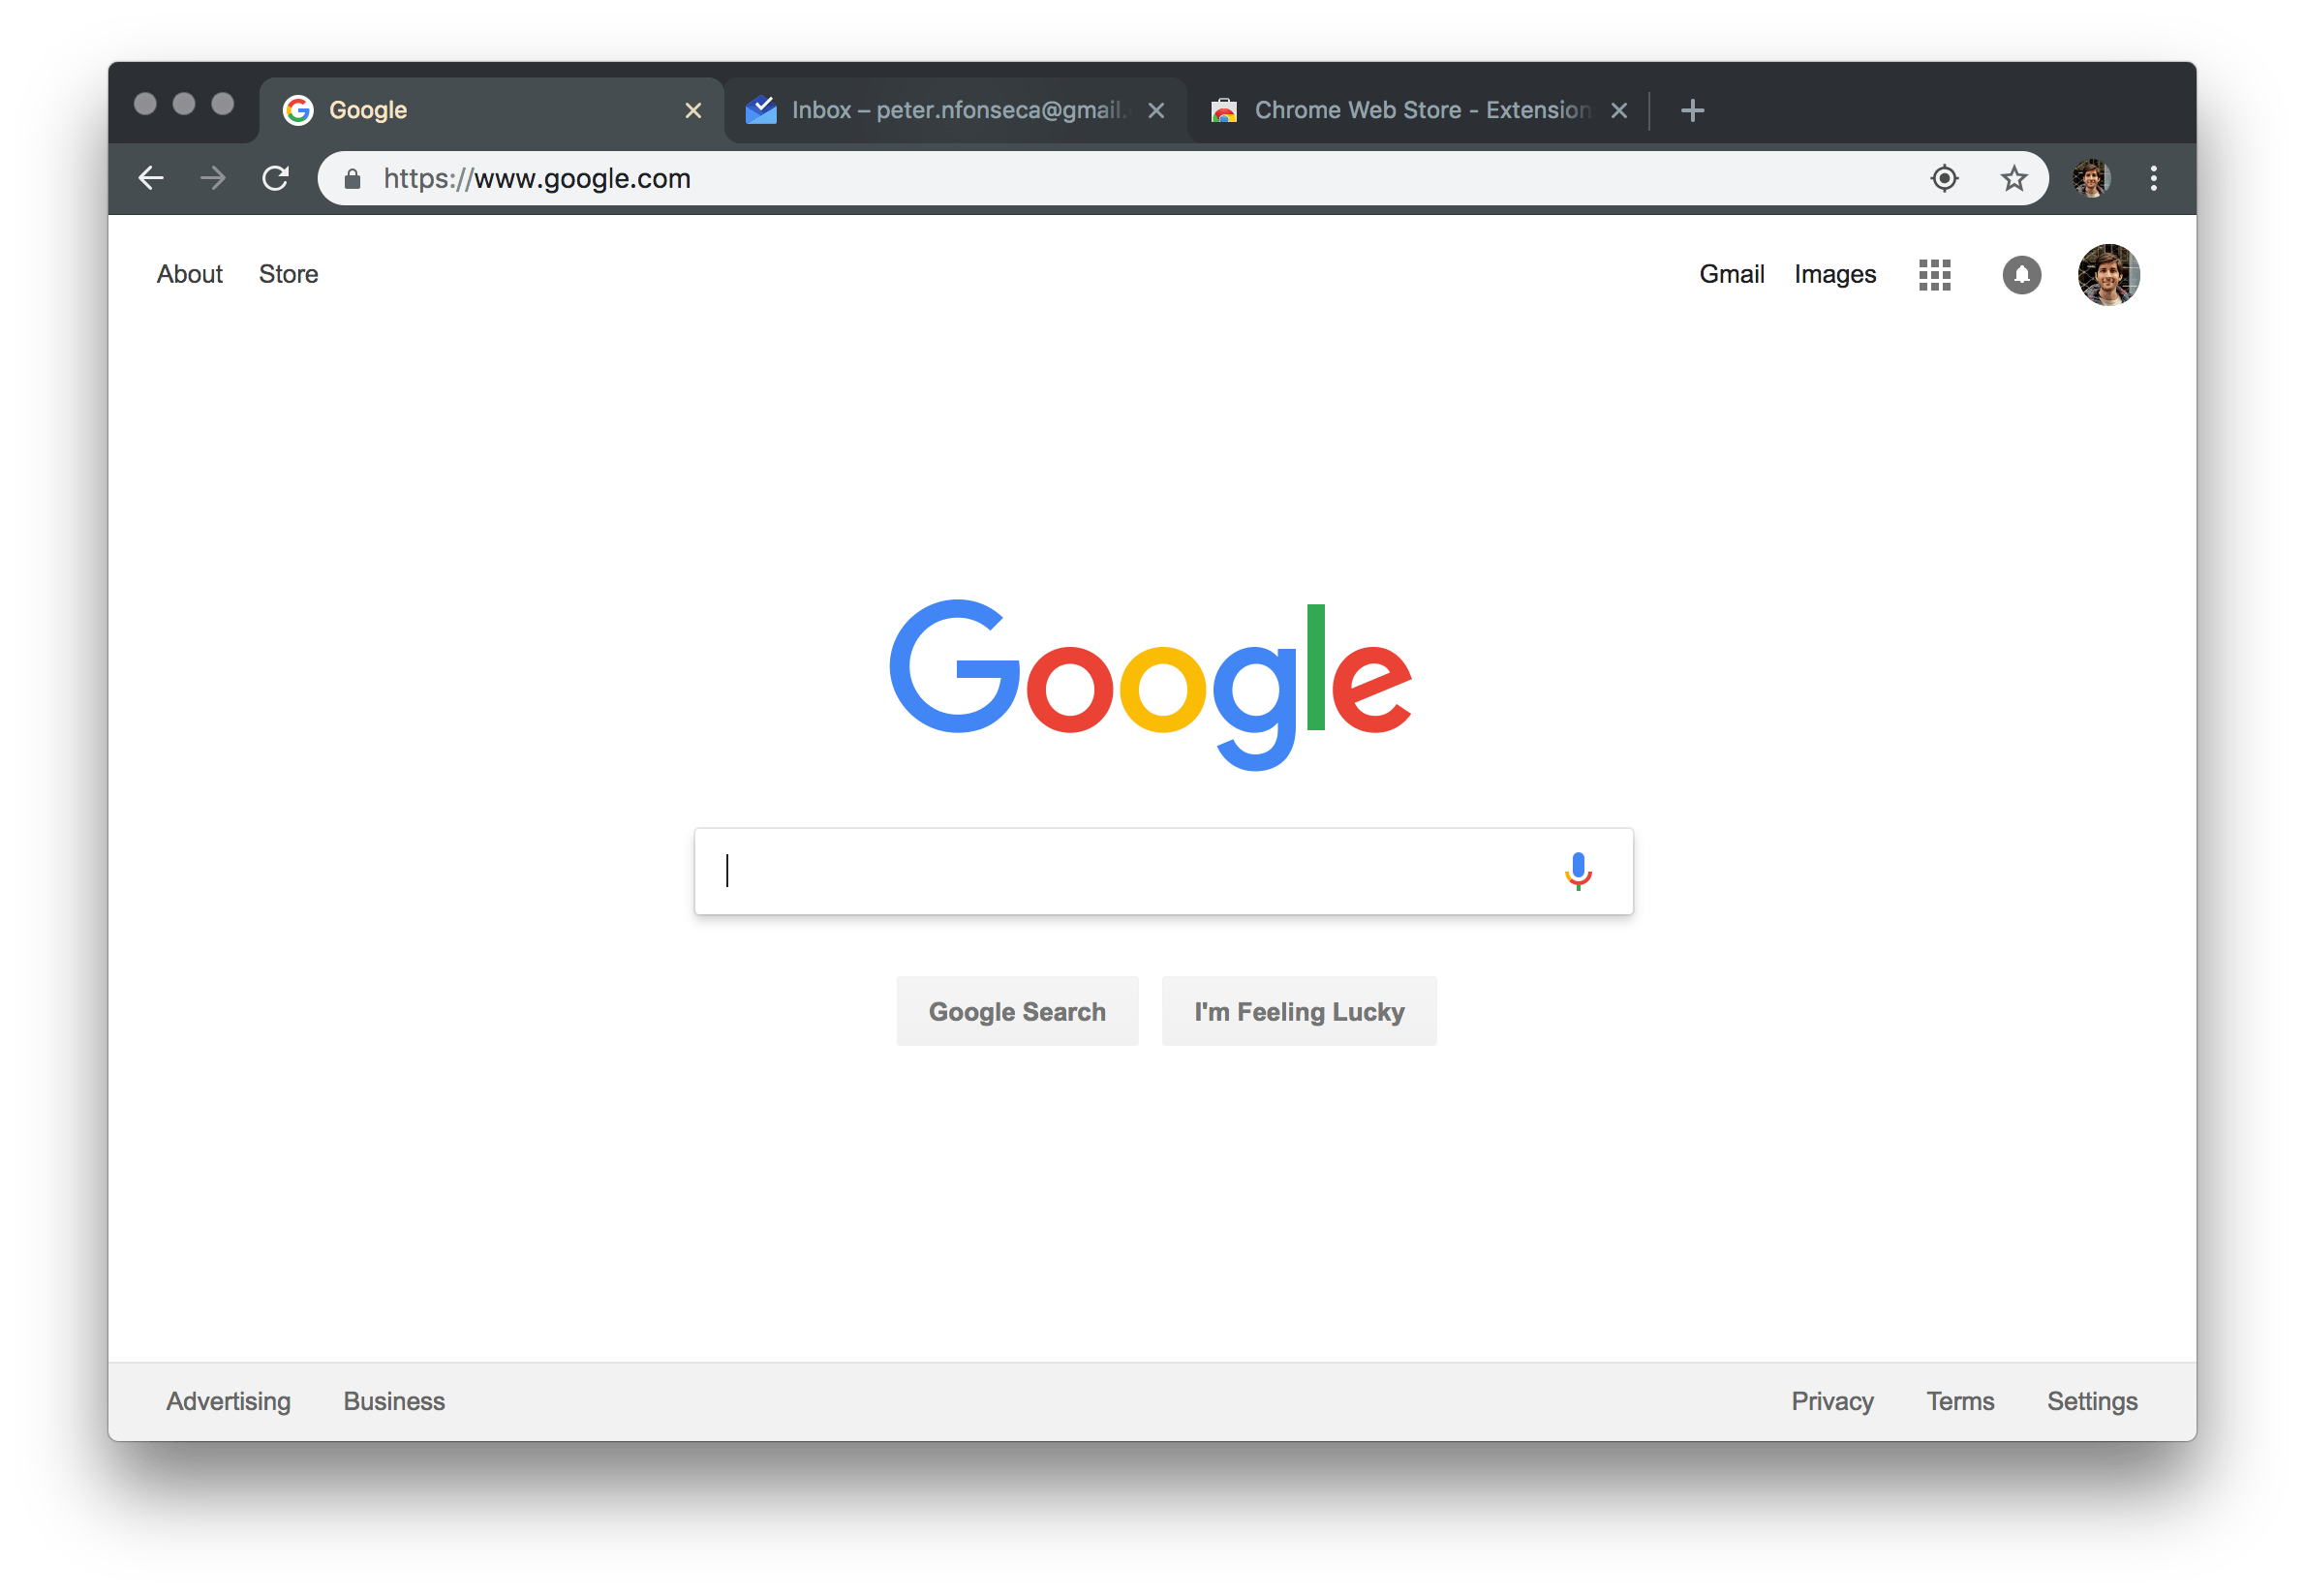 Google
Inbox – peter.nfonseca@gmail.
Chrome Web Store - Extension
https://www.google.com
About Store
Gmail Images
Google
Google Search I'm Feeling Lucky
Advertising Business
Privacy Terms Settings